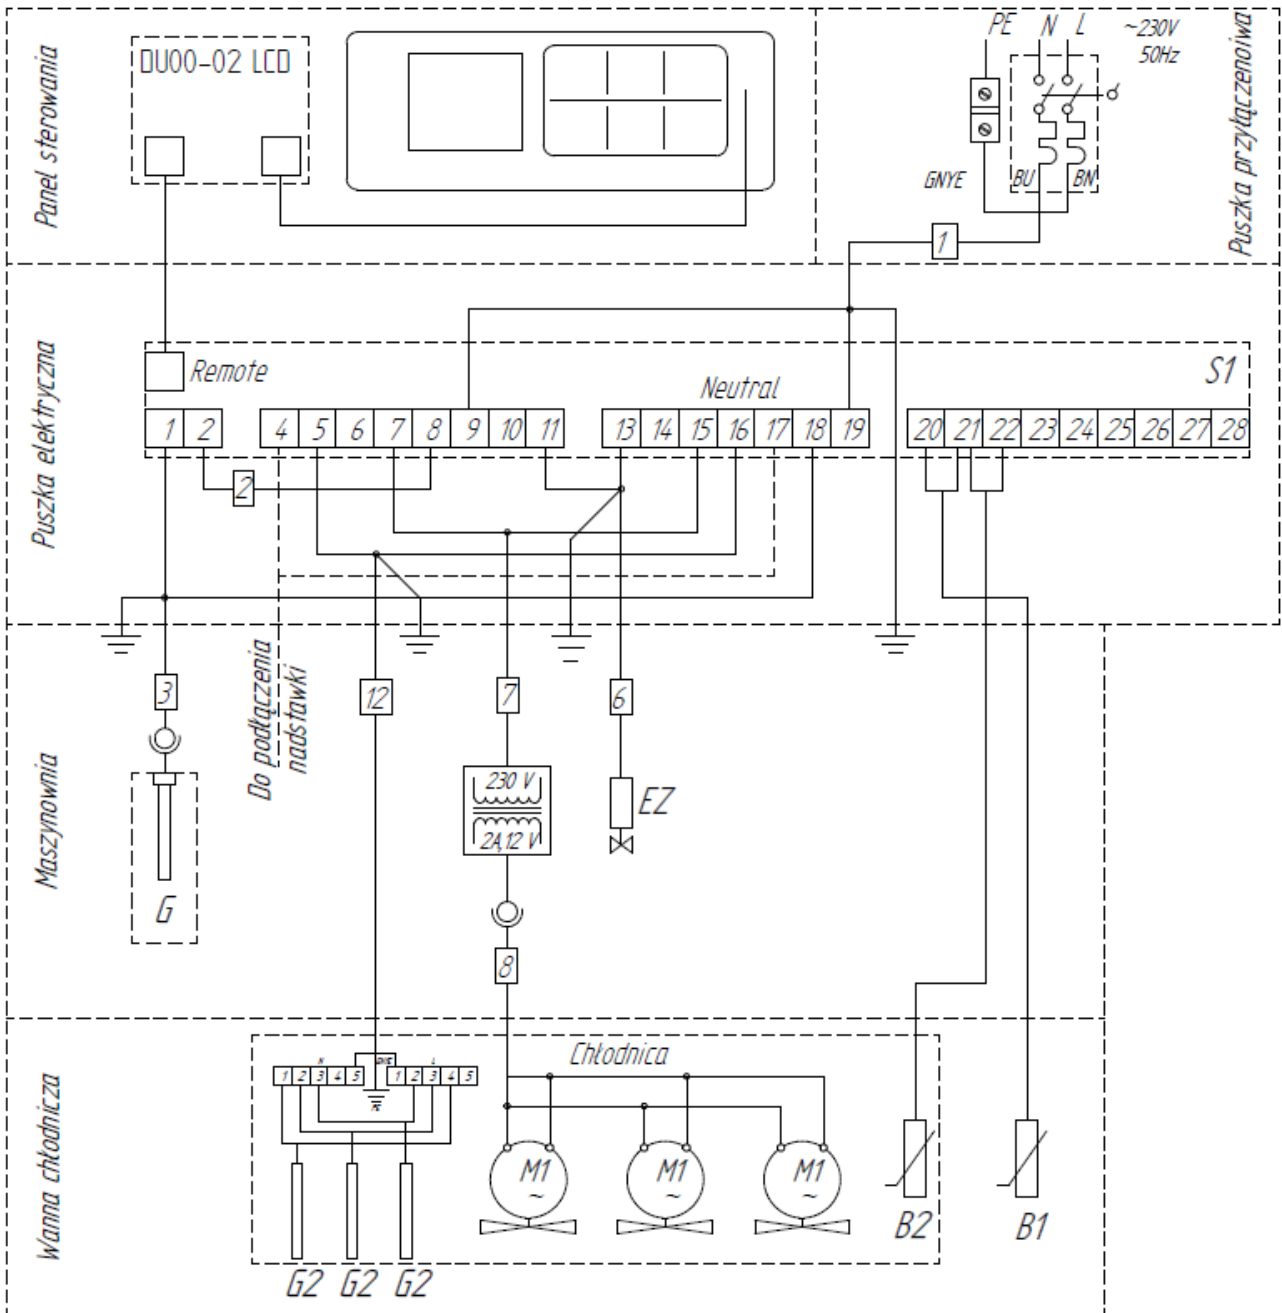 Panel sterowania
DU00-02 LCD
PE N L
~230V
50Hz
Puszka przyłączenoiwa
GNYE
BU
BN
1
Puszka elektryczna
Remote
Neutral
S1
1 2
4 5 6 7 8 9 10 11
13 14 15 16 17 18 19
20 21 22 23 24 25 26 27 28
2
Maszynownia
3
Do podłączenia
nadstawki
12
7
6
230 V
2A,12 V
EZ
G
8
Wanna chłodnicza
Chłodnica
N
GNYE
L
1 2 3 4 5
1 2 3 4 5
PE
M1
~
M1
~
M1
~
B2
B1
G2 G2 G2